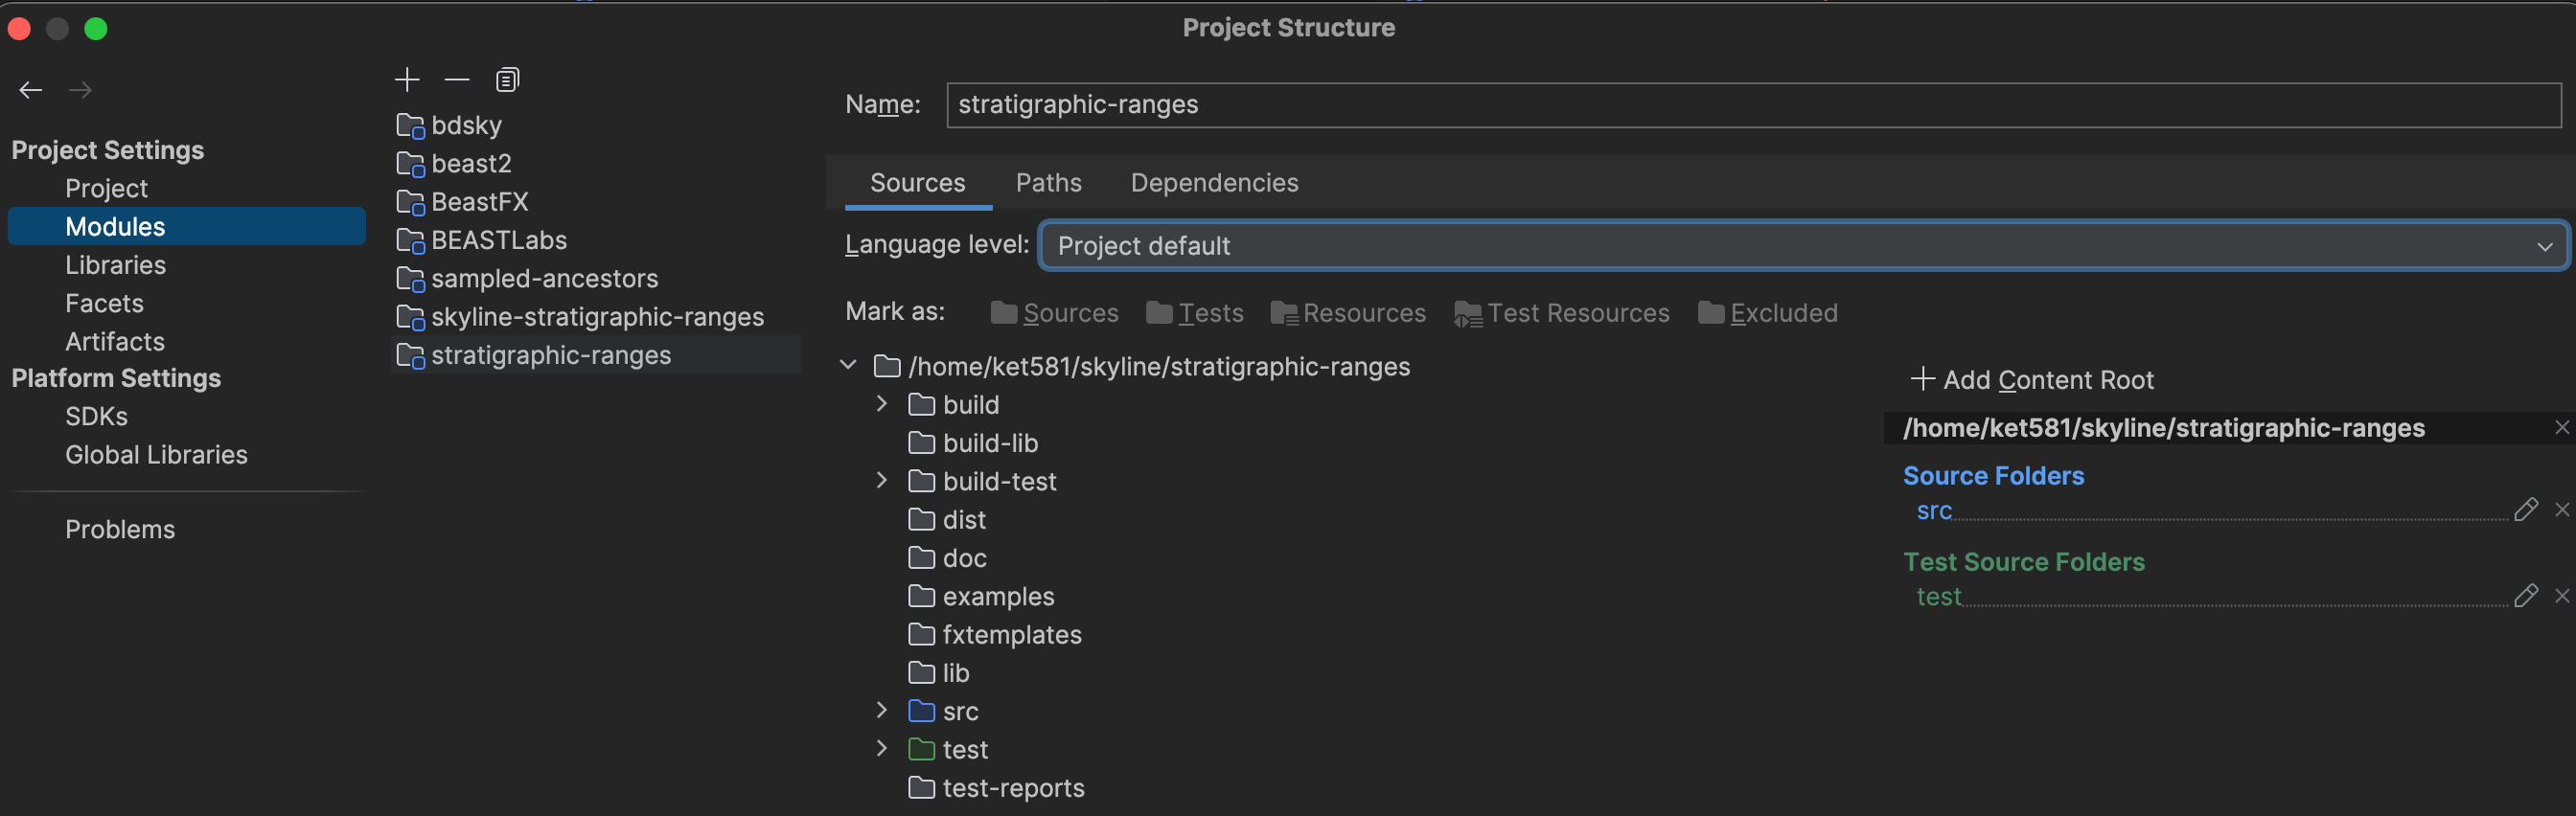 Project Structure
Project Settings
Project
Modules
Libraries
Facets
Artifacts
Platform Settings
SDKs
Global Libraries
Problems
bdsky
beast2
BeastFX
BEASTLabs
sampled-ancestors
skyline-stratigraphic-ranges
stratigraphic-ranges
Name: stratigraphic-ranges
Sources Paths Dependencies
Language level: Project default
Mark as: Sources Tests Resources Test Resources Excluded
/home/ket581/skyline/stratigraphic-ranges
build
build-lib
build-test
dist
doc
examples
fxtemplates
lib
src
test
test-reports
Add Content Root
/home/ket581/skyline/stratigraphic-ranges
Source Folders
src
Test Source Folders
test